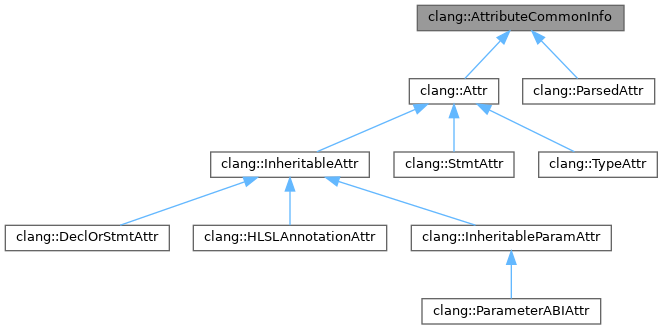 clang::AttributeCommonInfo
clang::Attr
clang::ParsedAttr
clang::InheritableAttr
clang::StmtAttr
clang::TypeAttr
clang::DeclOrStmtAttr
clang::HLSLAnnotationAttr
clang::InheritableParamAttr
clang::ParameterABIAttr